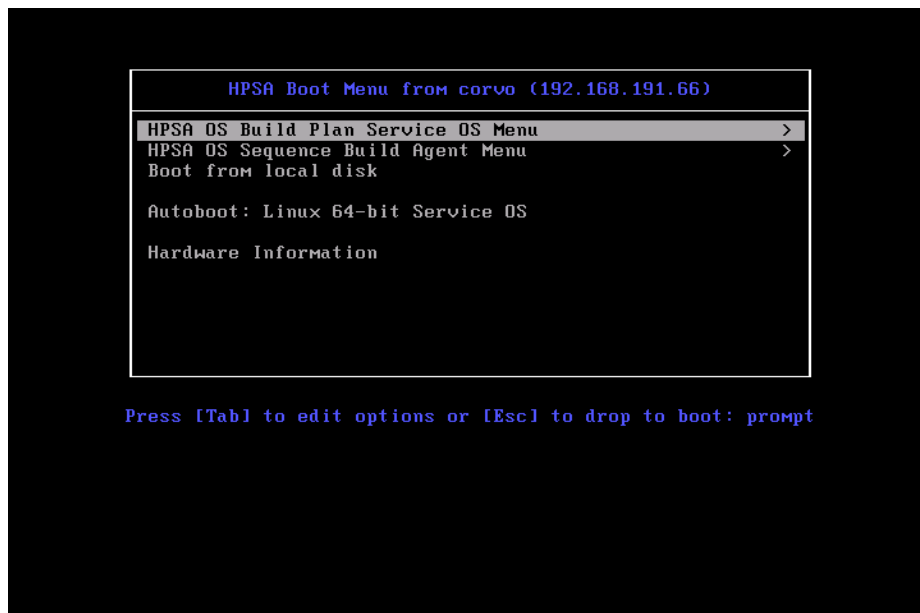 HPSA Boot Menu from corvo (192.168.191.66)
HPSA OS Build Plan Service OS Menu >
HPSA OS Sequence Build Agent Menu >
Boot from local disk
Autoboot: Linux 64-bit Service OS
Hardware Information
Press [Tab] to edit options or [Esc] to drop to boot: prompt